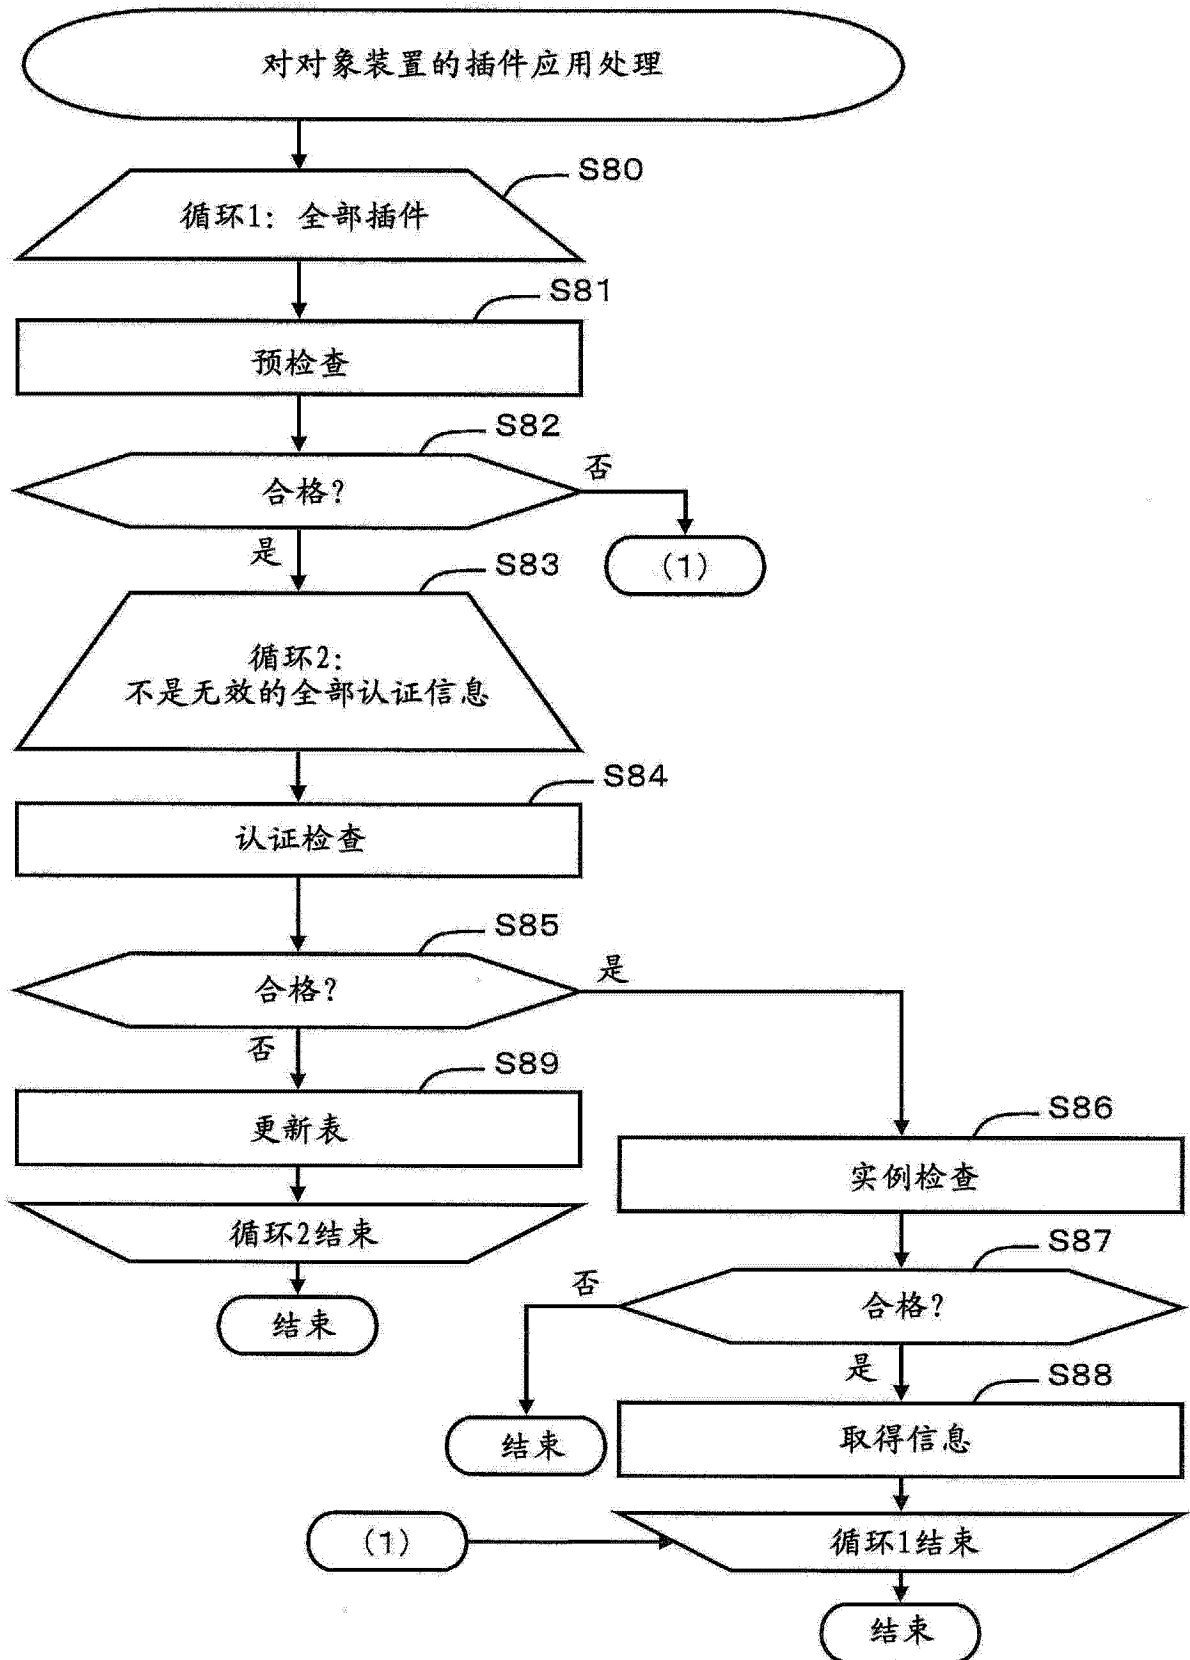 对对象装置的插件应用处理
S80
循环1：全部插件
S81
预检查
S82
合格？
否
(1)
是
S83
循环2：
不是无效的全部认证信息
S84
认证检查
S85
合格？
是
否
S89
更新表
S86
实例检查
循环2结束
S87
合格？
否
结束
是
S88
取得信息
结束
(1)
循环1结束
结束